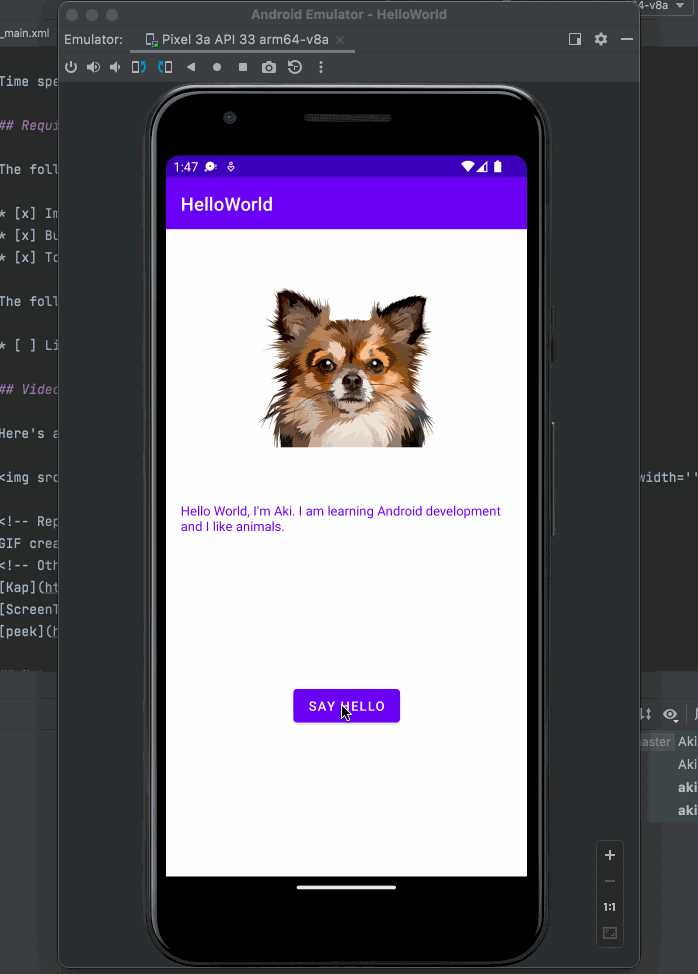 Android Emulator - HelloWorld
4-v8a
_main.xml
Emulator: Pixel 3a API 33 arm64-v8a
Time spe
## Requi
The foll
* [x] Im
* [x] Bu
* [x] To
The foll
* [ ] Li
## Video
Here's a
<img src
width=''
<!-- Rep
GIF crea
<!-- Oth
[Kap](ht
[ScreenT
[peek](h
1:47
HelloWorld
Hello World, I'm Aki. I am learning Android development
and I like animals.
SAY HELLO
aster Aki
Aki
aki
aki
1:1